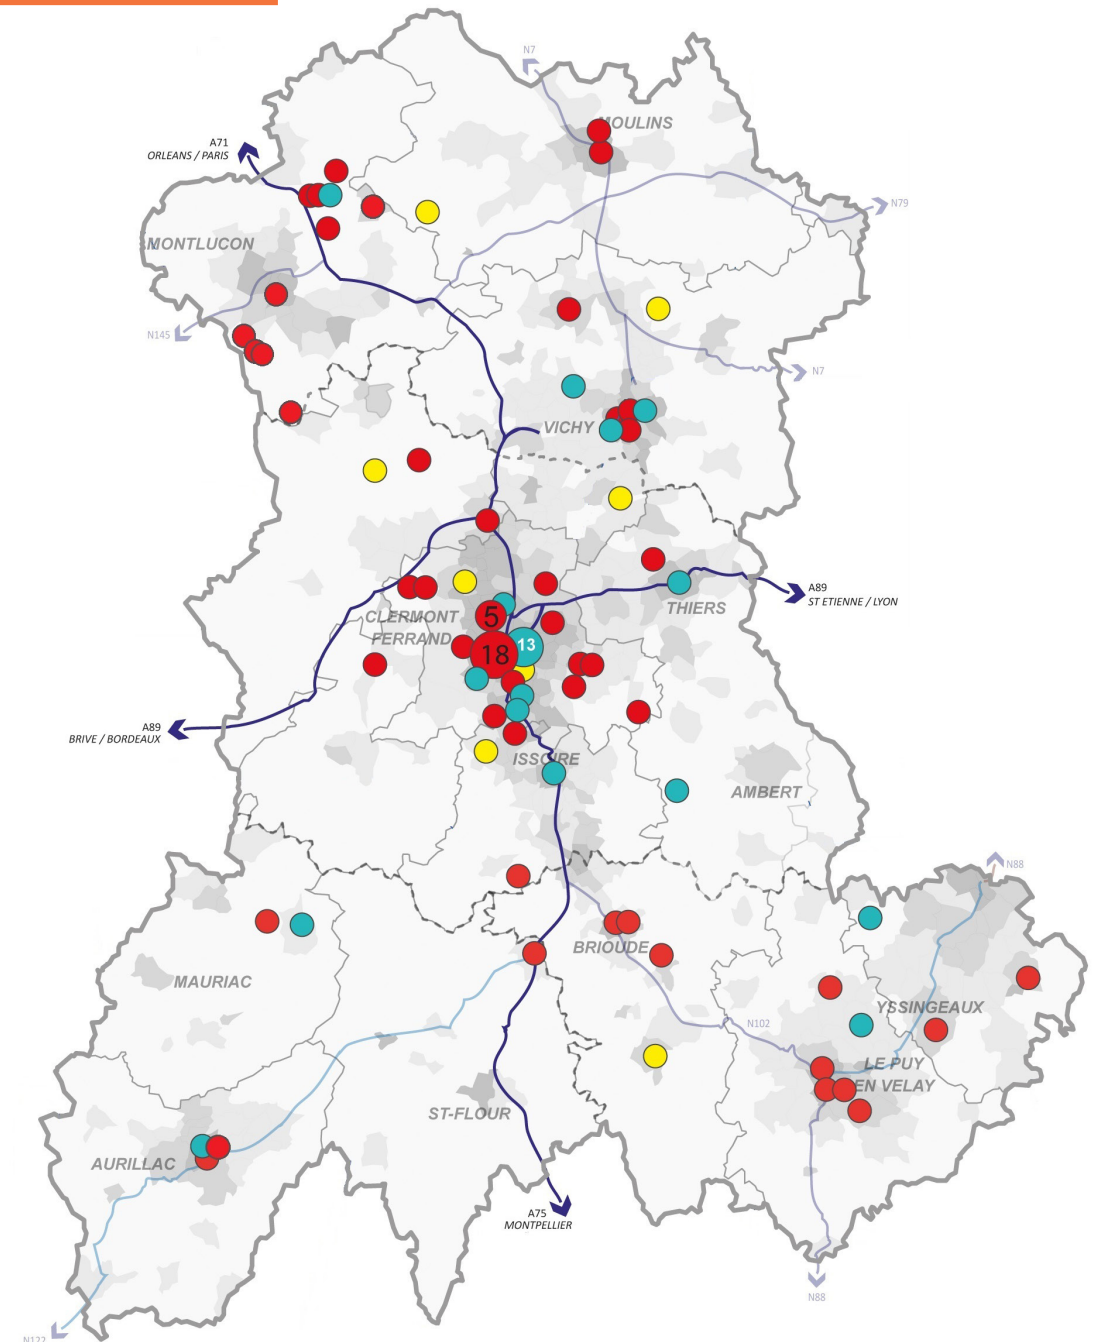 N7
MOULINS
A71
ORLEANS / PARIS
N79
MONTLUCON
N145
N7
VICHY
A89
ST ETIENNE / LYON
THIERS
CLERMONT
FERRAND
5
13
18
A89
BRIVE / BORDEAUX
ISSOIRE
AMBERT
N88
BRIOUDE
MAURIAC
YSSINGEAUX
N102
LE PUY
EN VELAY
ST-FLOUR
AURILLAC
A75
MONTPELLIER
N88
N122